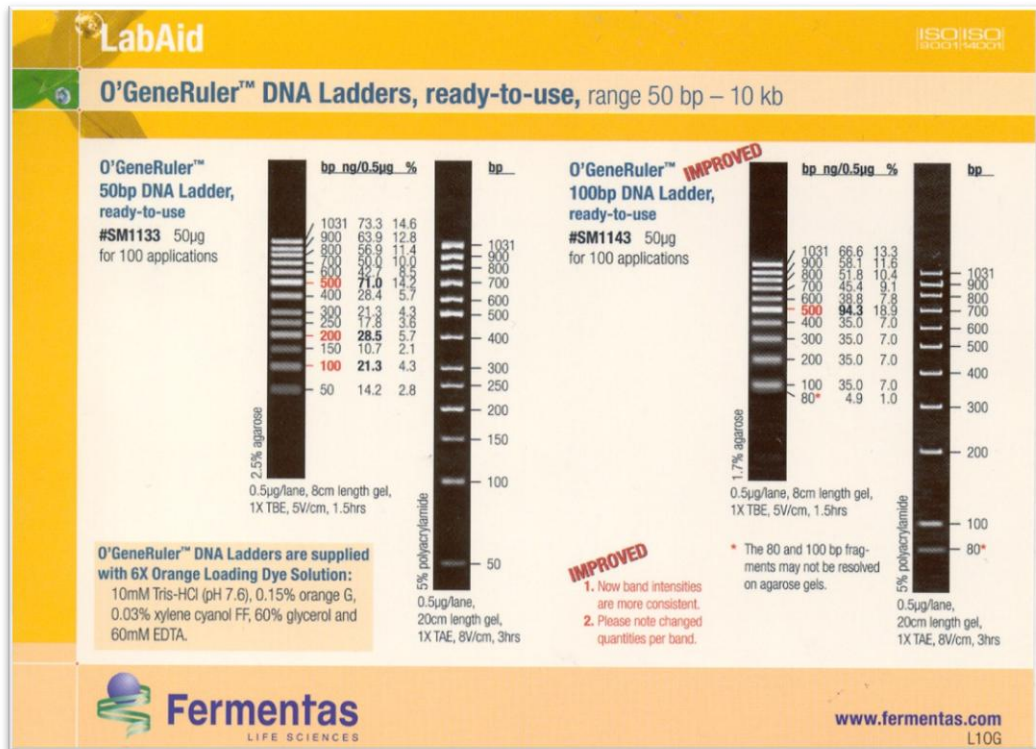 LabAid
ISO ISO
9001 14001
O'GeneRuler™ DNA Ladders, ready-to-use, range 50 bp – 10 kb
O'GeneRuler™
50bp DNA Ladder,
ready-to-use
#SM1133 50µg
for 100 applications
bp ng/0.5µg %
1031 73.3 14.6
900 63.9 12.8
800 56.9 11.4
700 50.0 10.0
600 42.7 8.5
500 71.0 14.2
400 28.4 5.7
300 21.3 4.3
250 17.8 3.6
200 28.5 5.7
150 10.7 2.1
100 21.3 4.3
50 14.2 2.8
2.5% agarose
0.5µg/lane, 8cm length gel,
1X TBE, 5V/cm, 1.5hrs
bp
1031
900
800
700
600
500
400
300
250
200
150
100
50
5% polyacrylamide
0.5µg/lane,
20cm length gel,
1X TAE, 8V/cm, 3hrs
O'GeneRuler™ DNA Ladders are supplied
with 6X Orange Loading Dye Solution:
10mM Tris-HCl (pH 7.6), 0.15% orange G,
0.03% xylene cyanol FF, 60% glycerol and
60mM EDTA.
O'GeneRuler™
100bp DNA Ladder,
ready-to-use
#SM1143 50µg
for 100 applications
IMPROVED
bp ng/0.5µg %
1031 66.6 13.3
900 58.1 11.6
800 51.8 10.4
700 45.4 9.1
600 38.8 7.8
500 94.3 18.9
400 35.0 7.0
300 35.0 7.0
200 35.0 7.0
100 35.0 7.0
80* 4.9 1.0
1.7% agarose
0.5µg/lane, 8cm length gel,
1X TBE, 5V/cm, 1.5hrs
* The 80 and 100 bp frag-
ments may not be resolved
on agarose gels.
bp
1031
900
800
700
600
500
400
300
200
100
80*
5% polyacrylamide
0.5µg/lane,
20cm length gel,
1X TAE, 8V/cm, 3hrs
IMPROVED
1. Now band intensities
are more consistent.
2. Please note changed
quantities per band.
Fermentas
LIFE SCIENCES
www.fermentas.com
L10G